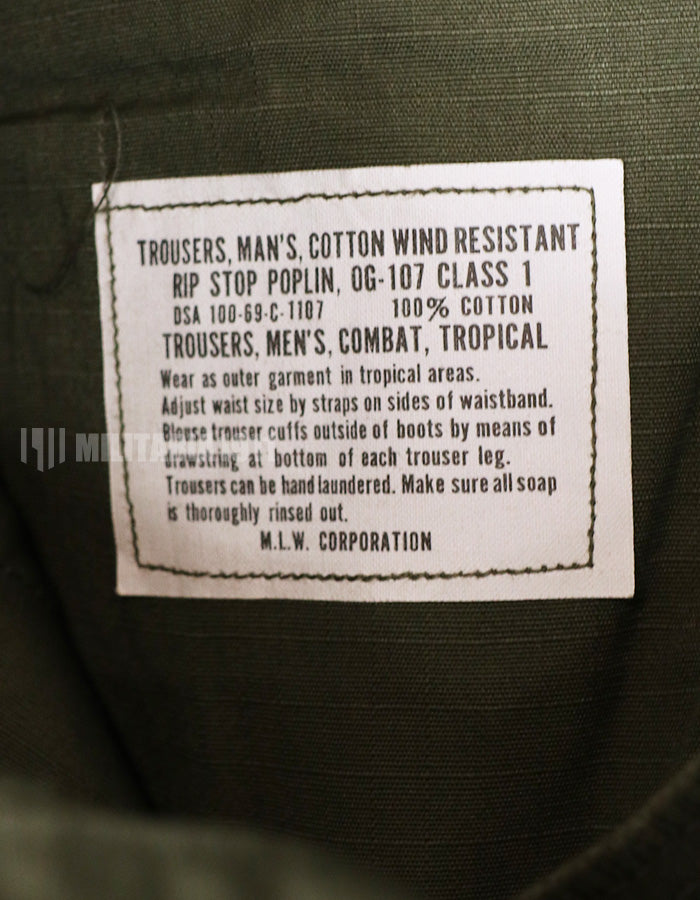 TROUSERS, MAN'S, COTTON WIND RESISTANT
RIP STOP POPLIN, OG-107 CLASS 1
DSA 100-69-C-1107 100% COTTON
TROUSERS, MEN'S, COMBAT, TROPICAL
Wear as outer garment in tropical areas.
Adjust waist size by straps on sides of waistband.
Blouse trouser cuffs outside of boots by means of
drawstring at bottom of each trouser leg.
Trousers can be hand laundered. Make sure all soap
is thoroughly rinsed out.
M.L.W. CORPORATION